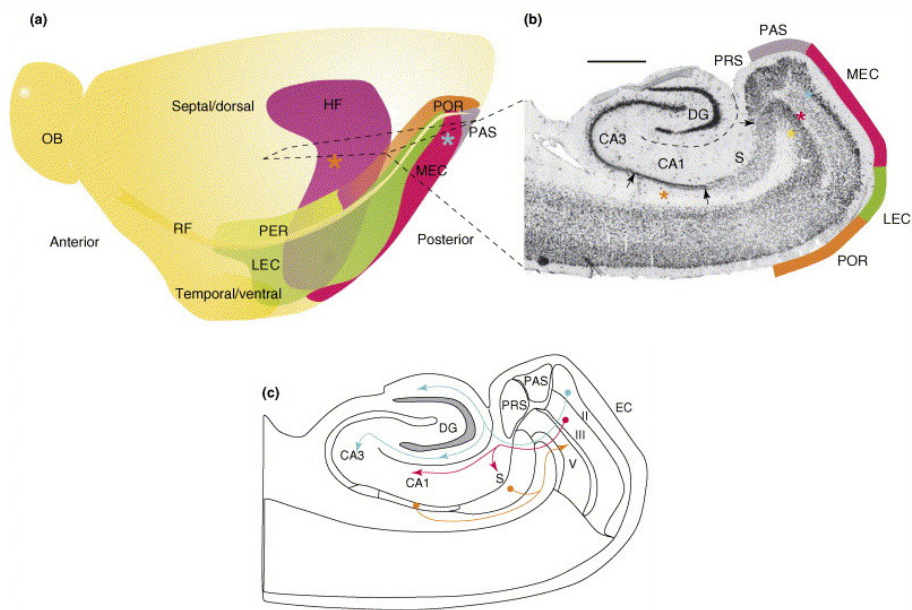 (a)
OB
Septal/dorsal
HF
POR
PAS
MEC
RF
PER
Anterior
LEC
Posterior
Temporal/ventral
(b)
PAS
PRS
MEC
DG
CA3
CA1
S
LEC
POR
(c)
PAS
PRS
EC
DG
II
III
CA3
V
CA1
S